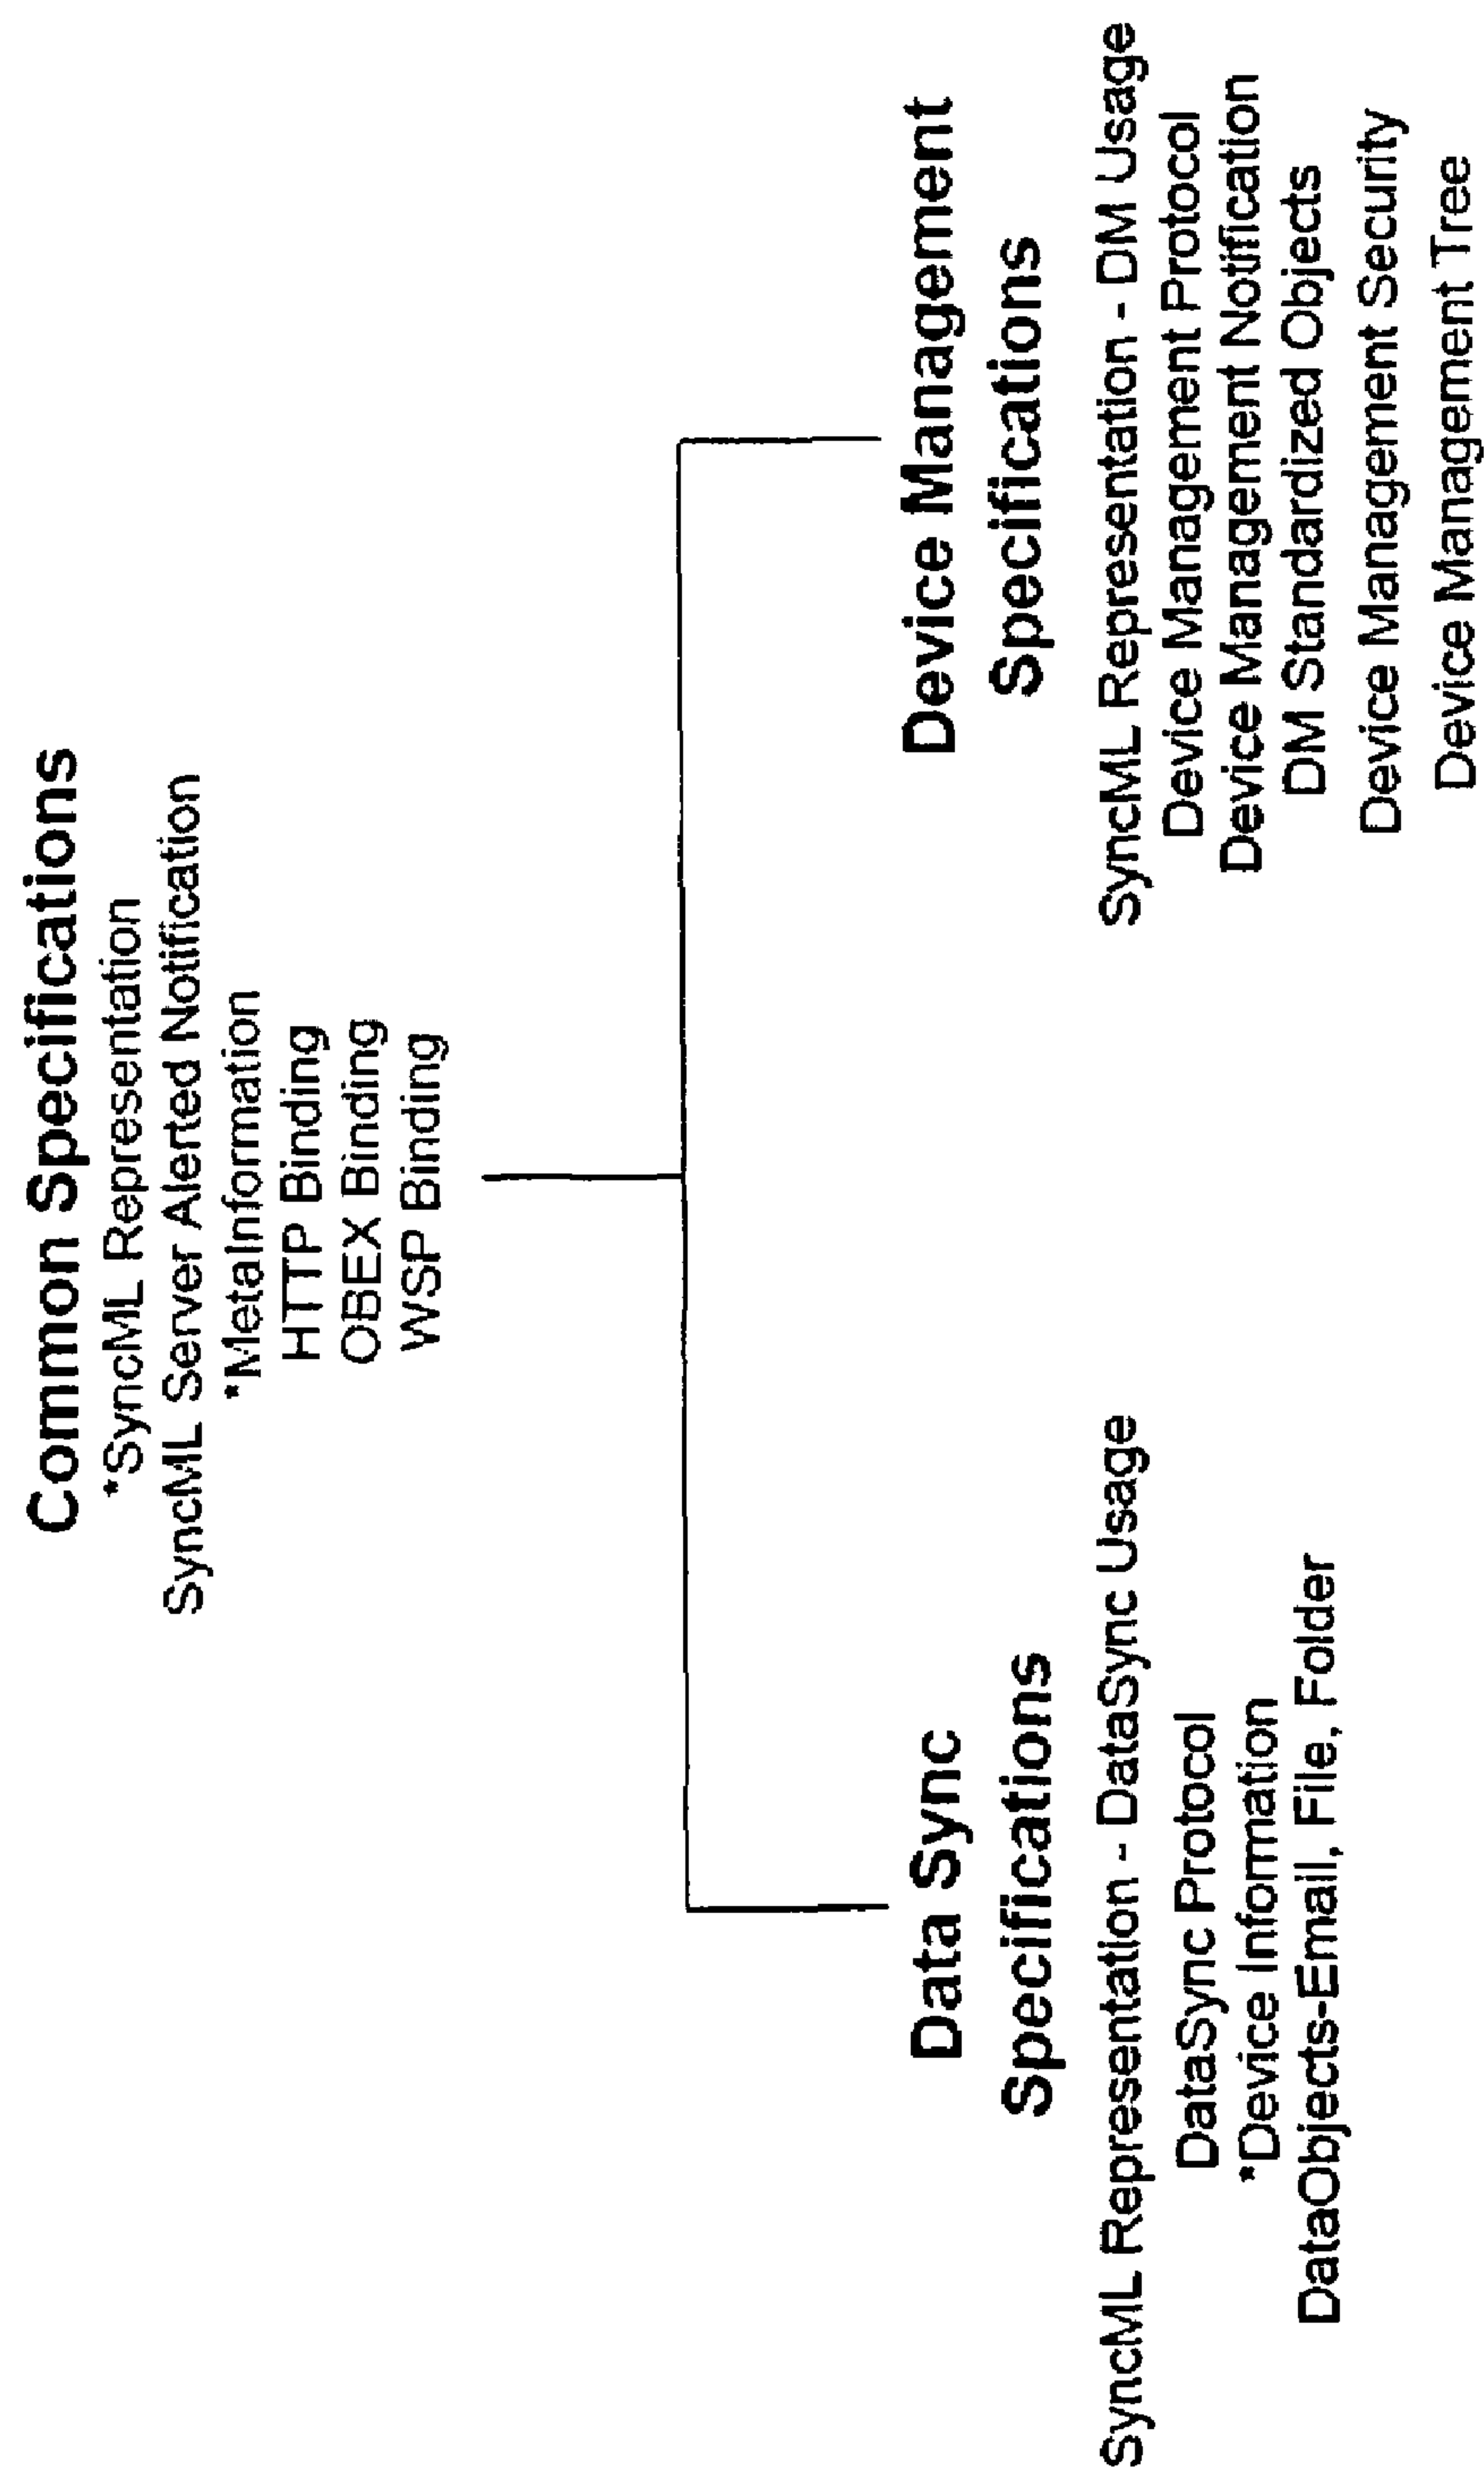 Common Specifications
*SyncML Representation
SyncML Server Alerted Notification
*MetaInformation
HTTP Binding
OBEX Binding
WSP Binding
Data Sync
Specifications
SyncML Representation - DataSync Usage
DataSync Protocol
*Device Information
DataObjects-Email, File, Folder
Device Management
Specifications
SyncML Representation - DM Usage
Device Management Protocol
Device Management Notification
DM Standardized Objects
Device Management Security
Device Management Tree